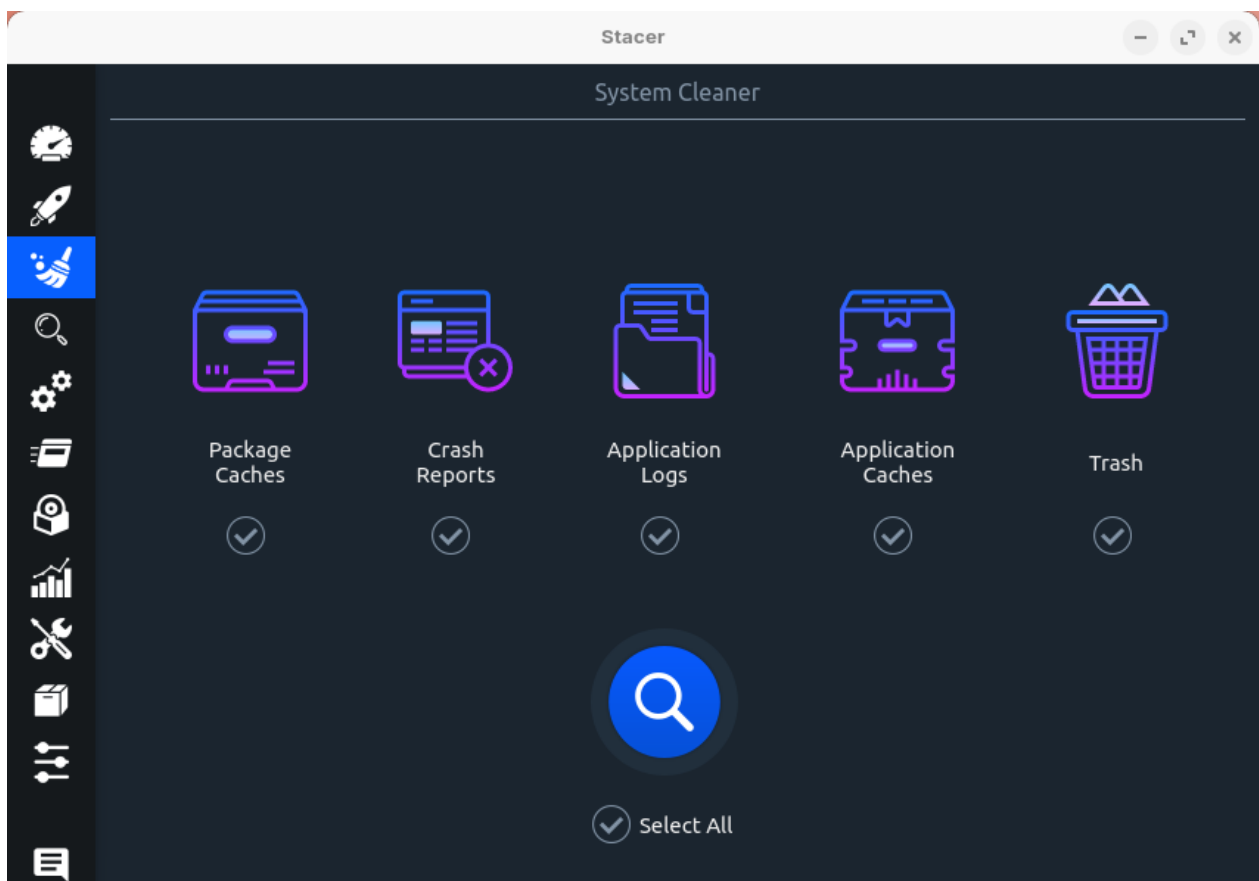 Stacer
System Cleaner
Package
Caches
Crash
Reports
Application
Logs
Application
Caches
Trash
Select All